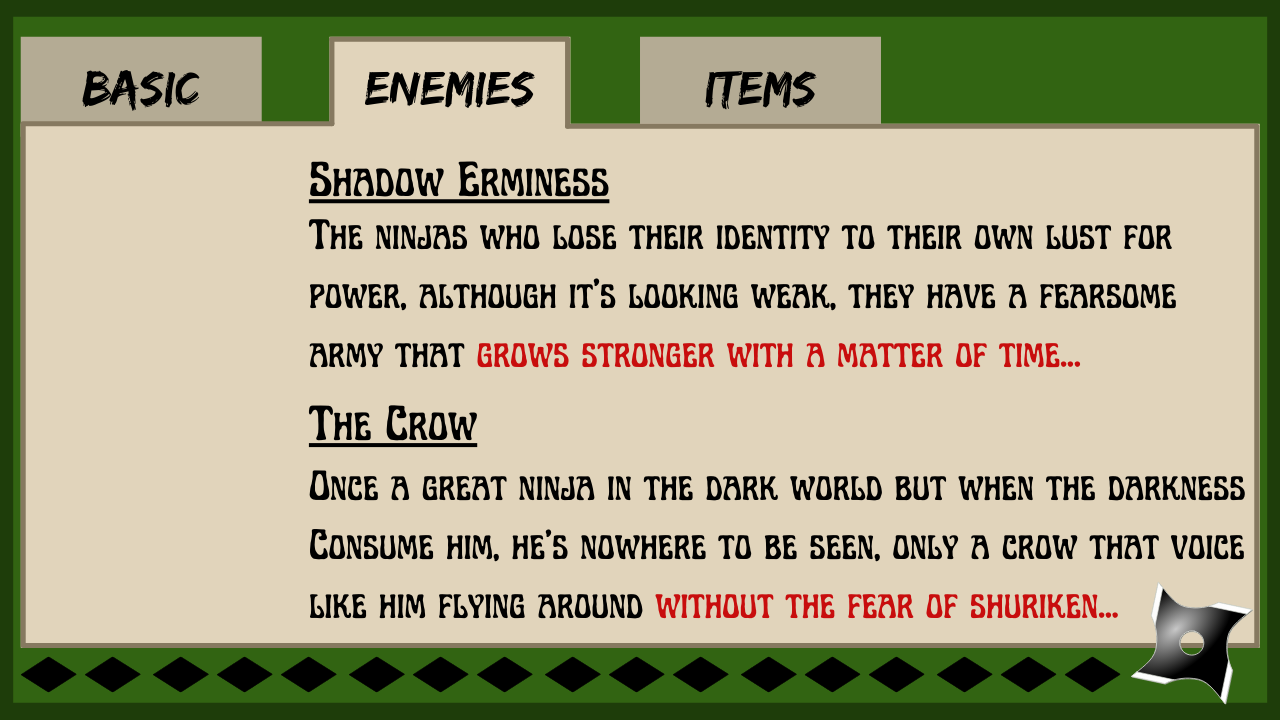 BASIC
ENEMIES
ITEMS
Shadow Erminess
The ninjas who lose their identity to their own lust for
power, although it's looking weak, they have a fearsome
army that grows stronger with a matter of time...
The Crow
Once a great ninja in the dark world but when the darkness
Consume him, he's nowhere to be seen, only a crow that voice
like him flying around without the fear of shuriken...